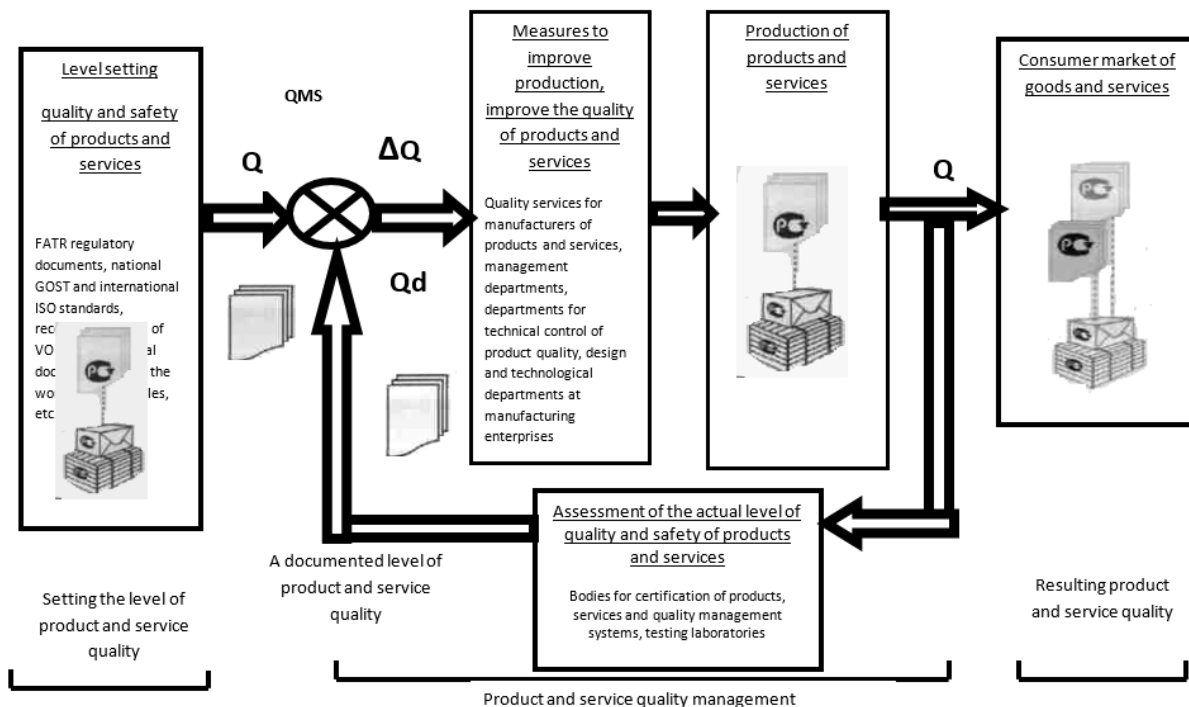 Level setting
quality and safety
of products and
services
FATR regulatory
documents, national
GOST and international
ISO standards,
of
VO
the
etc
QMS
Q
ΔQ
Qd
Measures to
improve
production,
improve the quality
of products and
services
Quality services for
manufacturers of
products and services,
management
departments,
departments for
technical control of
product quality, design
and technological
departments at
manufacturing
enterprises
Production of
products and
services
Q
Consumer market of
goods and services
Assessment of the actual level of
quality and safety of products
and services
Bodies for certification of products,
services and quality management
systems, testing laboratories
A documented level of
product and service
quality
Setting the level of
product and service
quality
Resulting product
and service quality
Product and service quality management